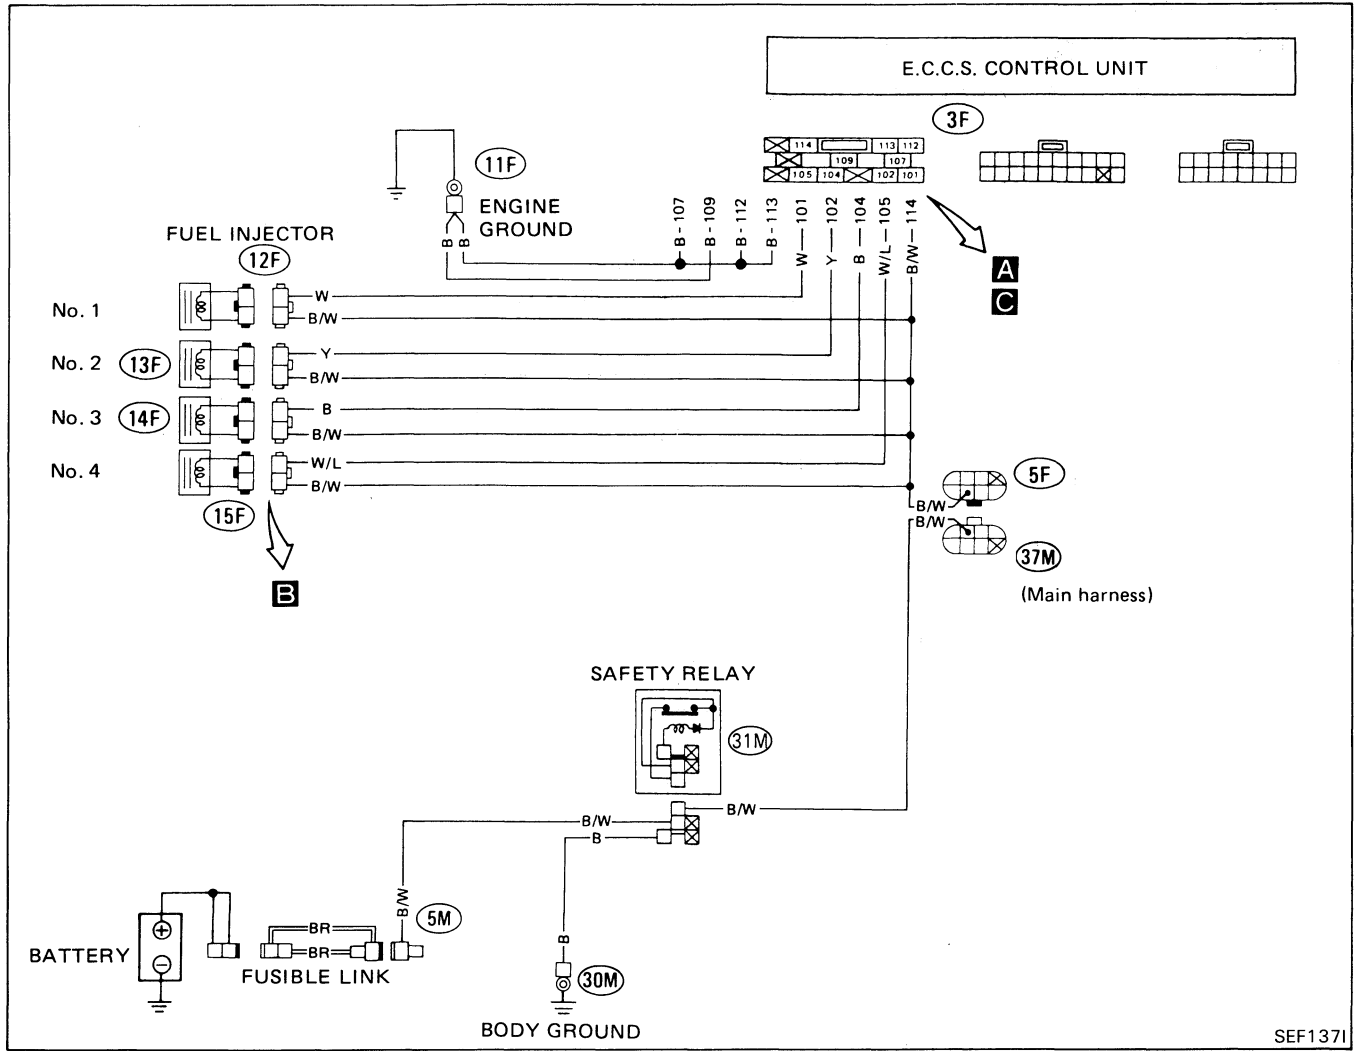 E.C.C.S. CONTROL UNIT
3F
114 113 112
109 107
105 104 102 101
11F
ENGINE
GROUND
B B
B - 107
B - 109
B - 112
B - 113
W - 101
Y - 102
B - 104
W/L - 105
B/W - 114
A
C
FUEL INJECTOR
12F
No. 1
W
B/W
No. 2
13F
Y
B/W
No. 3
14F
B
B/W
No. 4
W/L
B/W
15F
B
5F
B/W
B/W
37M
(Main harness)
SAFETY RELAY
31M
B/W
B/W
B
B/W
5M
BATTERY
+
−
BR
BR
FUSIBLE LINK
B
30M
BODY GROUND
SEF137I